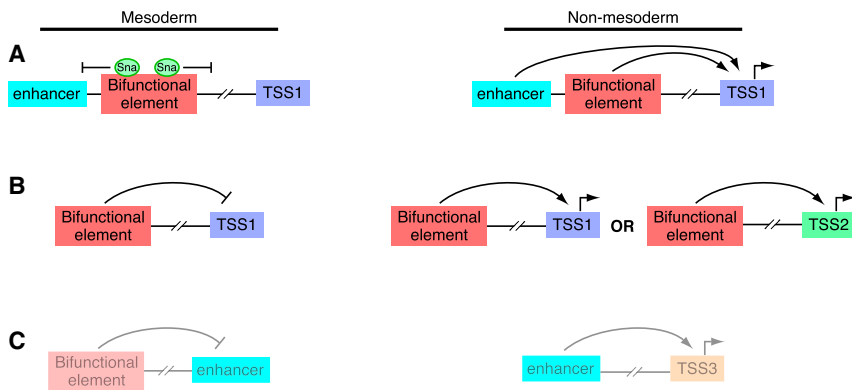 Mesoderm
Non-mesoderm
A
Sna
Sna
enhancer
Bifunctional
element
TSS1
enhancer
Bifunctional
element
TSS1
B
Bifunctional
element
TSS1
Bifunctional
element
TSS1
OR
Bifunctional
element
TSS2
C
Bifunctional
element
enhancer
enhancer
TSS3